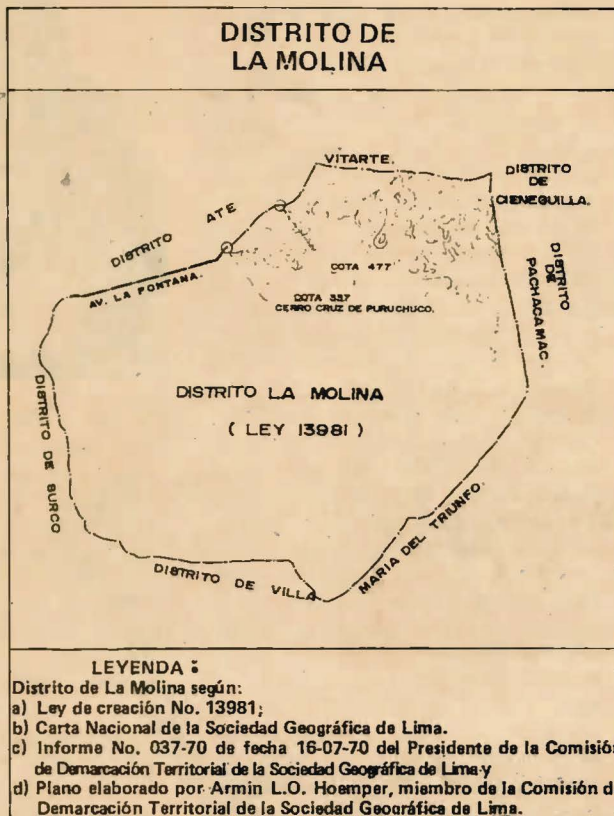 DISTRITO DE
LA MOLINA
VITARTE.
DISTRITO
DE
CIENEGUILLA.
DISTRITO ATE
DISTRITO
DE
PACHACAMAC.
COTA 477
AV. LA FONTANA.
COTA 337
CERRO CRUZ DE PURUCHUCO.
DISTRITO LA MOLINA
( LEY 13981 )
DISTRITO DE SURCO
DISTRITO DE VILLA
MARIA DEL TRIUNFO.
LEYENDA :
Distrito de La Molina según:
a) Ley de creación No. 13981;
b) Carta Nacional de la Sociedad Geográfica de Lima.
c) Informe No. 037-70 de fecha 16-07-70 del Presidente de la Comisión
de Demarcación Territorial de la Sociedad Geográfica de Lima y
d) Plano elaborado por Armin L.O. Hoemper, miembro de la Comisión d
Demarcación Territorial de la Sociedad Geográfica de Lima.